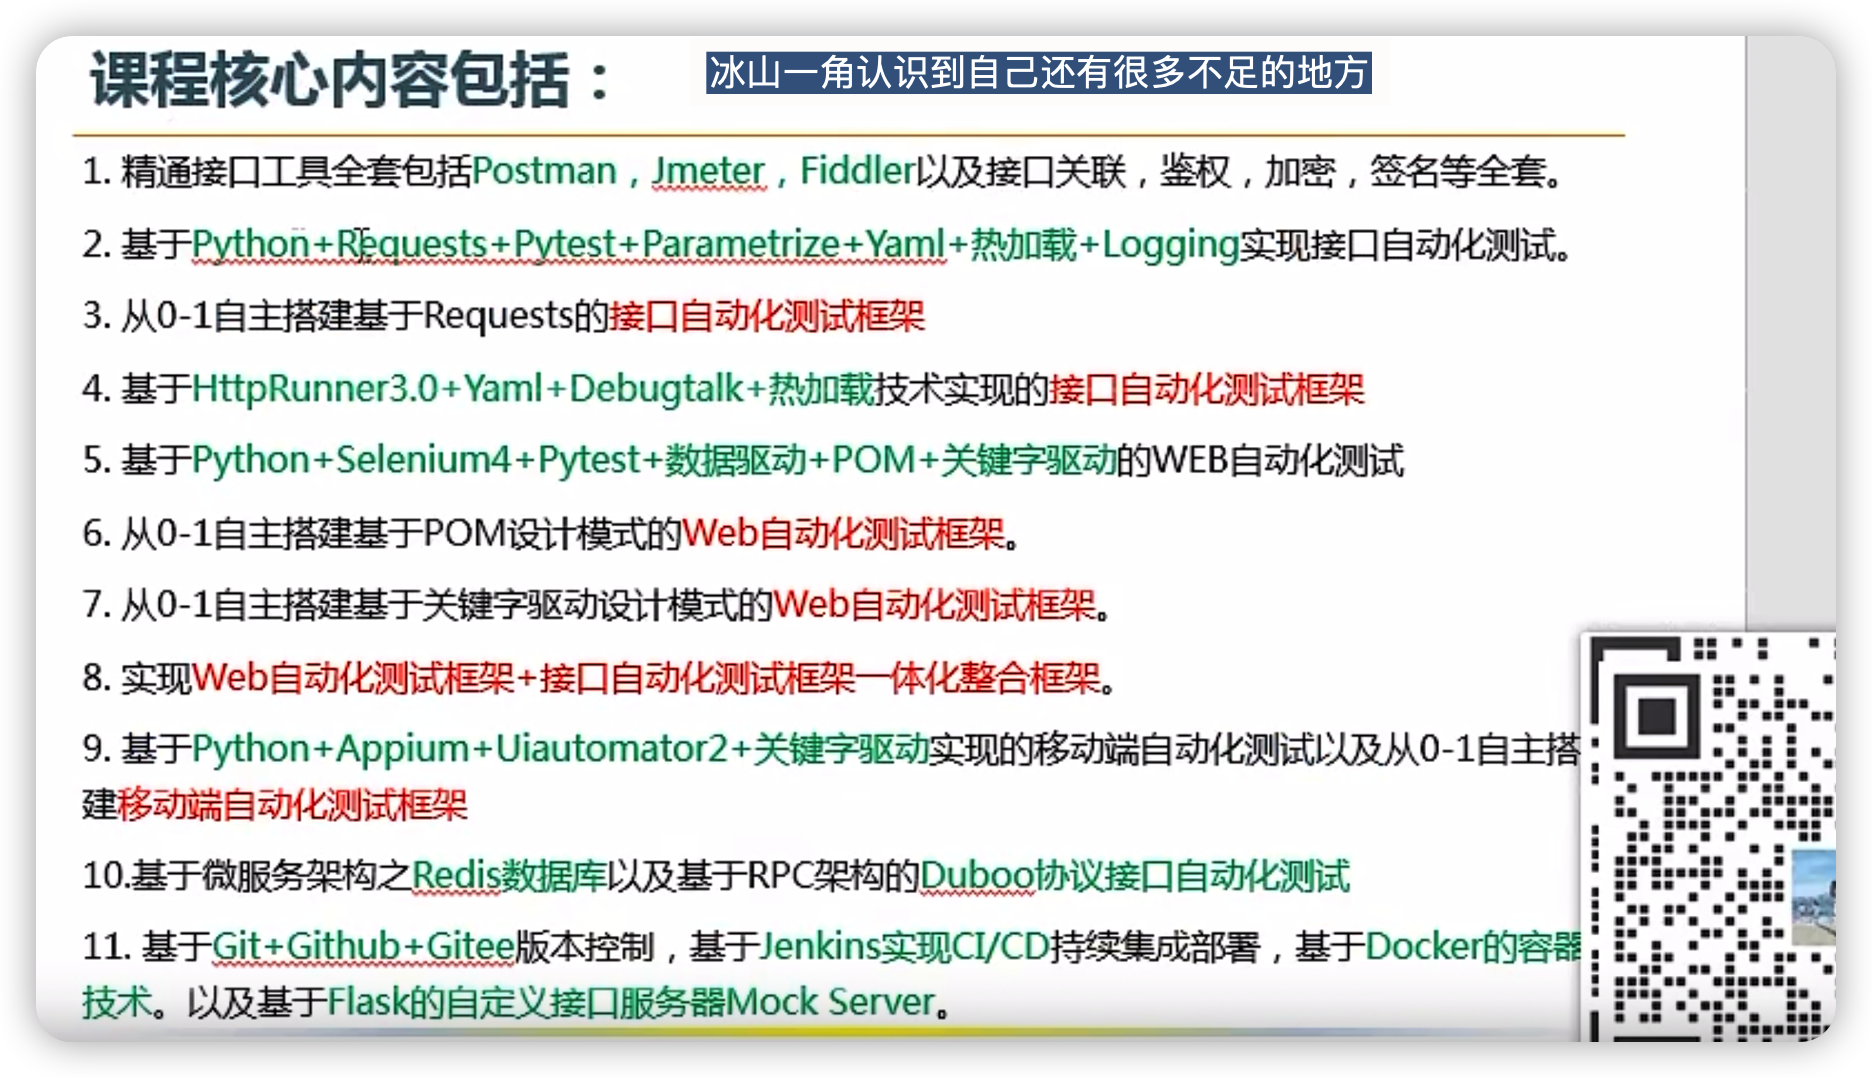 课程核心内容包括：
冰山一角认识到自己还有很多不足的地方
1. 精通接口工具全套包括Postman，Jmeter，Fiddler以及接口关联，鉴权，加密，签名等全套。
2. 基于Python+Requests+Pytest+Parametrize+Yaml+热加载+Logging实现接口自动化测试。
3. 从0-1自主搭建基于Requests的接口自动化测试框架
4. 基于HttpRunner3.0+Yaml+Debugtalk+热加载技术实现的接口自动化测试框架
5. 基于Python+Selenium4+Pytest+数据驱动+POM+关键字驱动的WEB自动化测试
6. 从0-1自主搭建基于POM设计模式的Web自动化测试框架。
7. 从0-1自主搭建基于关键字驱动设计模式的Web自动化测试框架。
8. 实现Web自动化测试框架+接口自动化测试框架一体化整合框架。
9. 基于Python+Appium+Uiautomator2+关键字驱动实现的移动端自动化测试以及从0-1自主搭
建移动端自动化测试框架
10.基于微服务架构之Redis数据库以及基于RPC架构的Duboo协议接口自动化测试
11. 基于Git+Github+Gitee版本控制，基于Jenkins实现CI/CD持续集成部署，基于Docker的容器
技术。以及基于Flask的自定义接口服务器Mock Server。